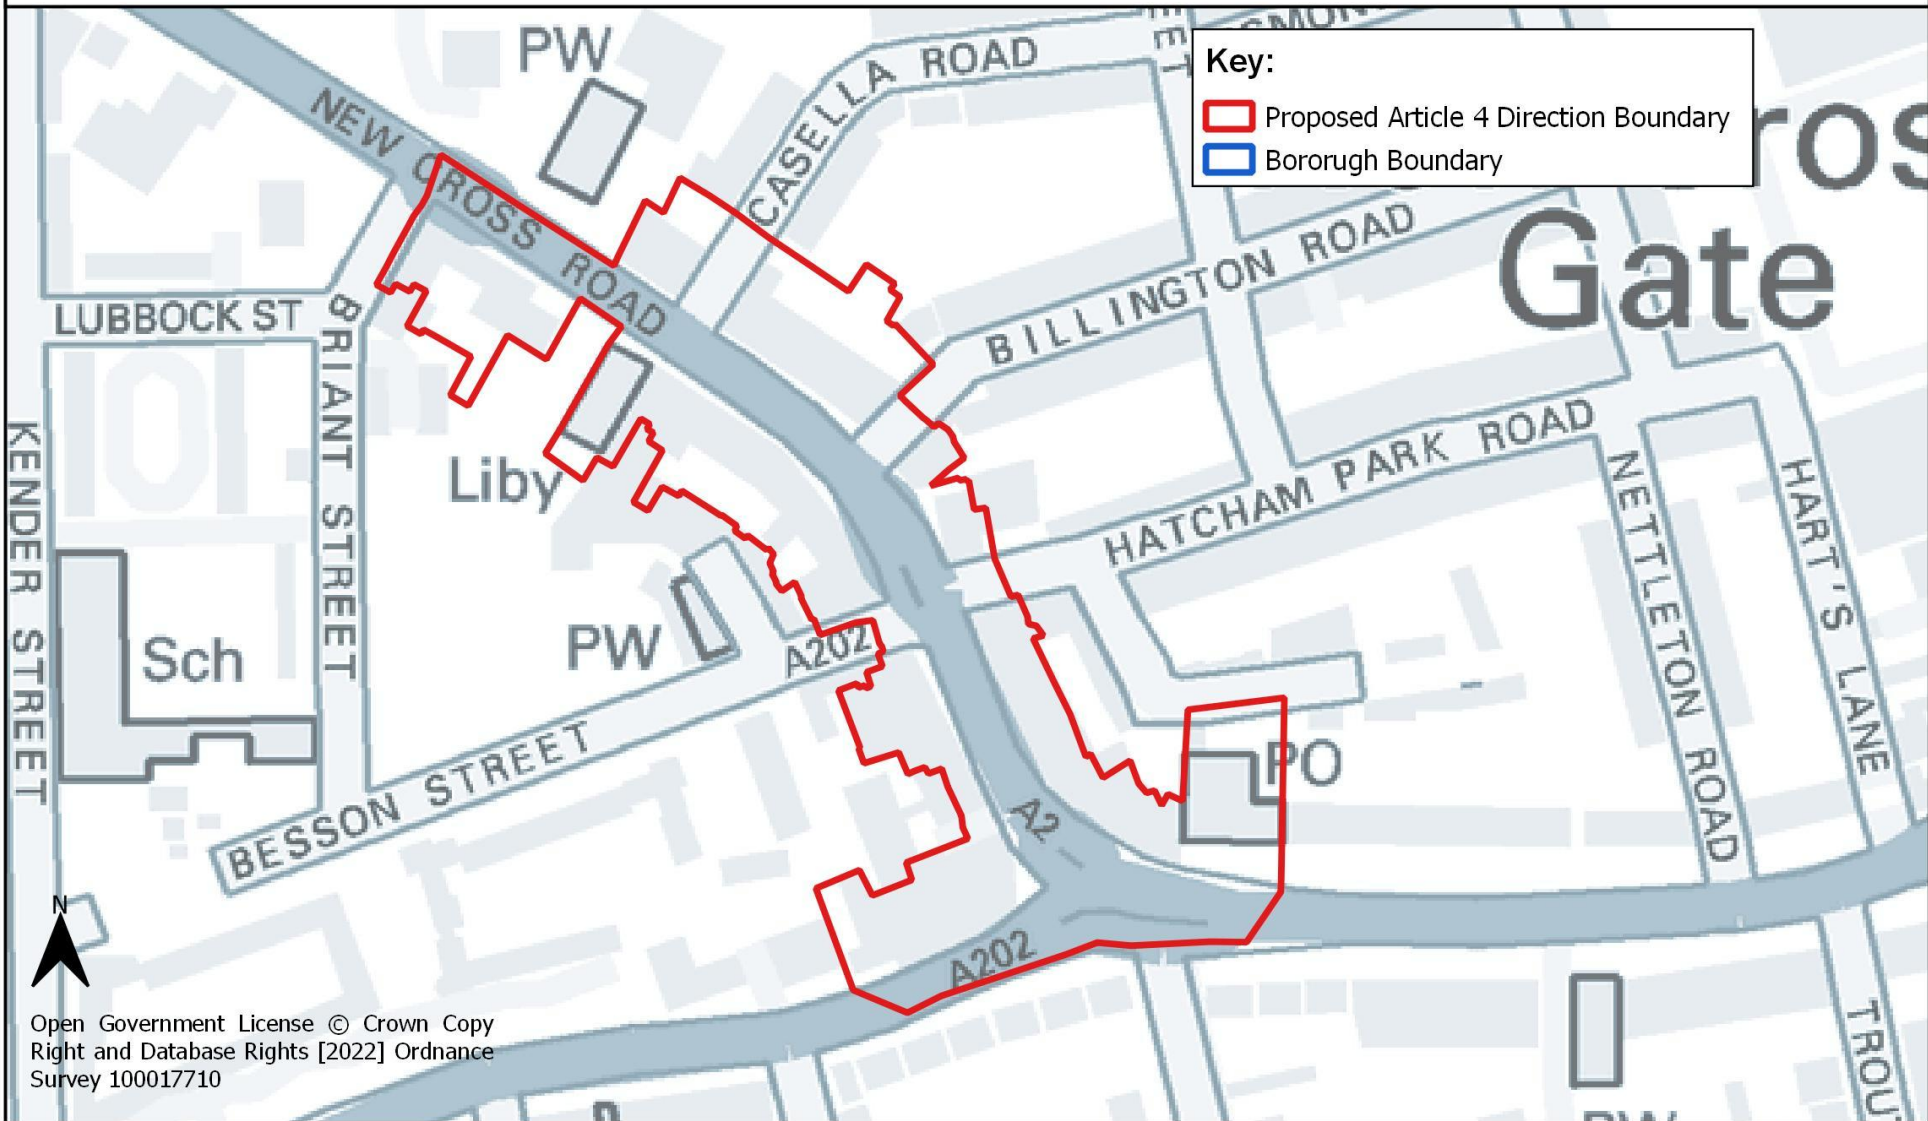 PW
NEW CROSS ROAD
CASELLA ROAD
Key:
Proposed Article 4 Direction Boundary
Bororugh Boundary
Gate
BILLINGTON ROAD
LUBBOCK ST
BRIANT STREET
KENDER STREET
Liby
HATCHAM PARK ROAD
NETTLETON ROAD
HART'S LANE
Sch
PW
A202
BESSON STREET
PO
A2
A202
N
Open Government License © Crown Copy
Right and Database Rights [2022] Ordnance
Survey 100017710